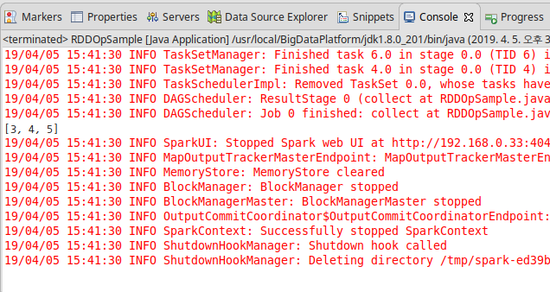 Markers Properties Servers Data Source Explorer Snippets Console Progress
<terminated> RDDOpSample [Java Application] /usr/local/BigDataPlatform/jdk1.8.0_201/bin/java (2019. 4. 5. 오후 3
19/04/05 15:41:30 INFO TaskSetManager: Finished task 6.0 in stage 0.0 (TID 6) i
19/04/05 15:41:30 INFO TaskSetManager: Finished task 4.0 in stage 0.0 (TID 4) i
19/04/05 15:41:30 INFO TaskSchedulerImpl: Removed TaskSet 0.0, whose tasks have
19/04/05 15:41:30 INFO DAGScheduler: ResultStage 0 (collect at RDDOpSample.java
19/04/05 15:41:30 INFO DAGScheduler: Job 0 finished: collect at RDDOpSample.jav
[3, 4, 5]
19/04/05 15:41:30 INFO SparkUI: Stopped Spark web UI at http://192.168.0.33:404
19/04/05 15:41:30 INFO MapOutputTrackerMasterEndpoint: MapOutputTrackerMasterEn
19/04/05 15:41:30 INFO MemoryStore: MemoryStore cleared
19/04/05 15:41:30 INFO BlockManager: BlockManager stopped
19/04/05 15:41:30 INFO BlockManagerMaster: BlockManagerMaster stopped
19/04/05 15:41:30 INFO OutputCommitCoordinator$OutputCommitCoordinatorEndpoint:
19/04/05 15:41:30 INFO SparkContext: Successfully stopped SparkContext
19/04/05 15:41:30 INFO ShutdownHookManager: Shutdown hook called
19/04/05 15:41:30 INFO ShutdownHookManager: Deleting directory /tmp/spark-ed39b